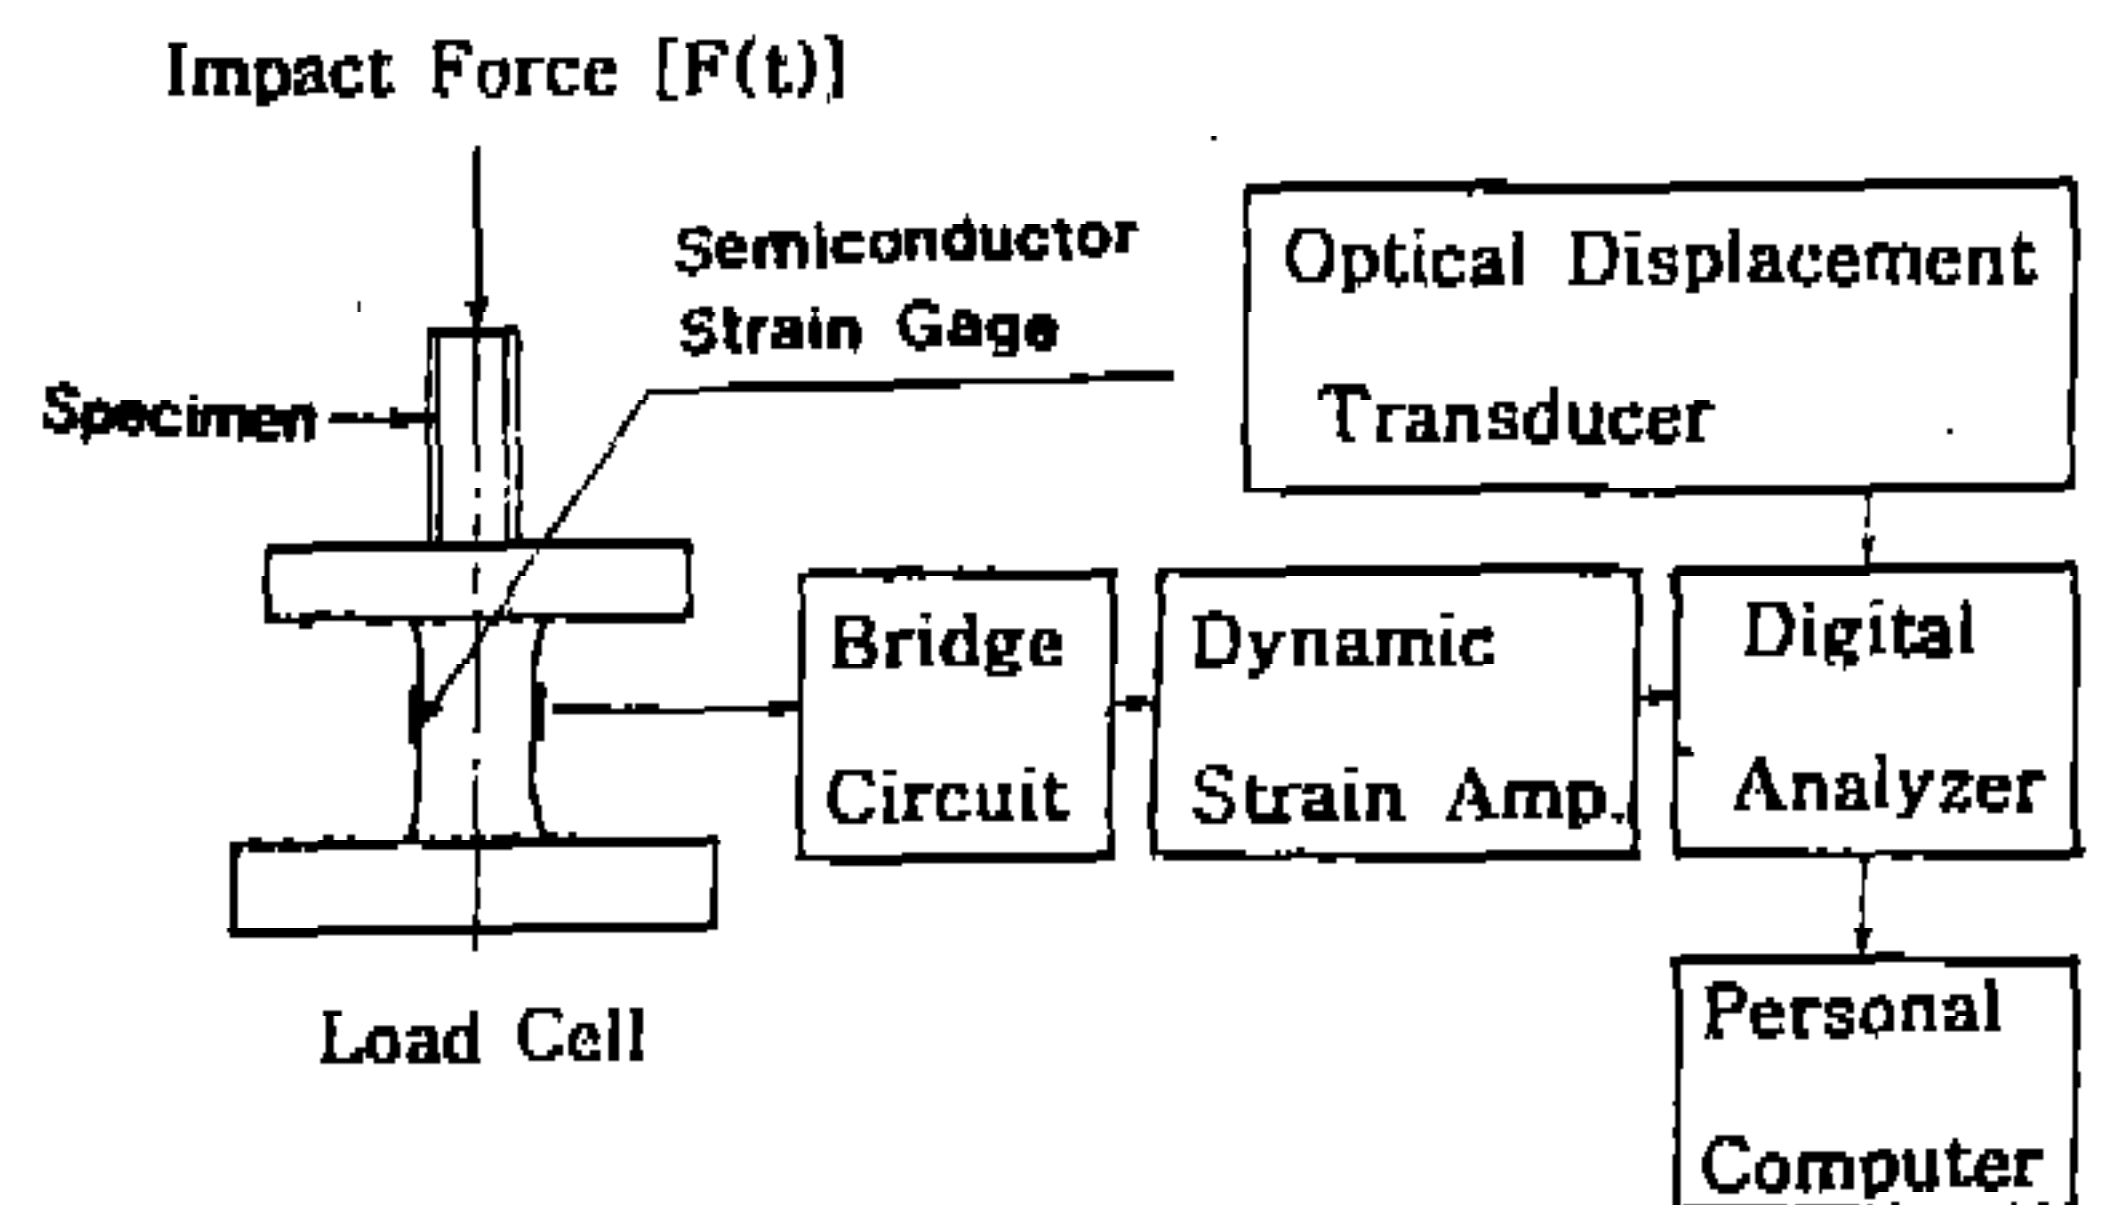 Impact Force [F(t)]
Semiconductor
Strain Gage
Specimen
Optical Displacement
Transducer
Bridge
Circuit
Dynamic
Strain Amp.
Digital
Analyzer
Load Cell
Personal
Computer